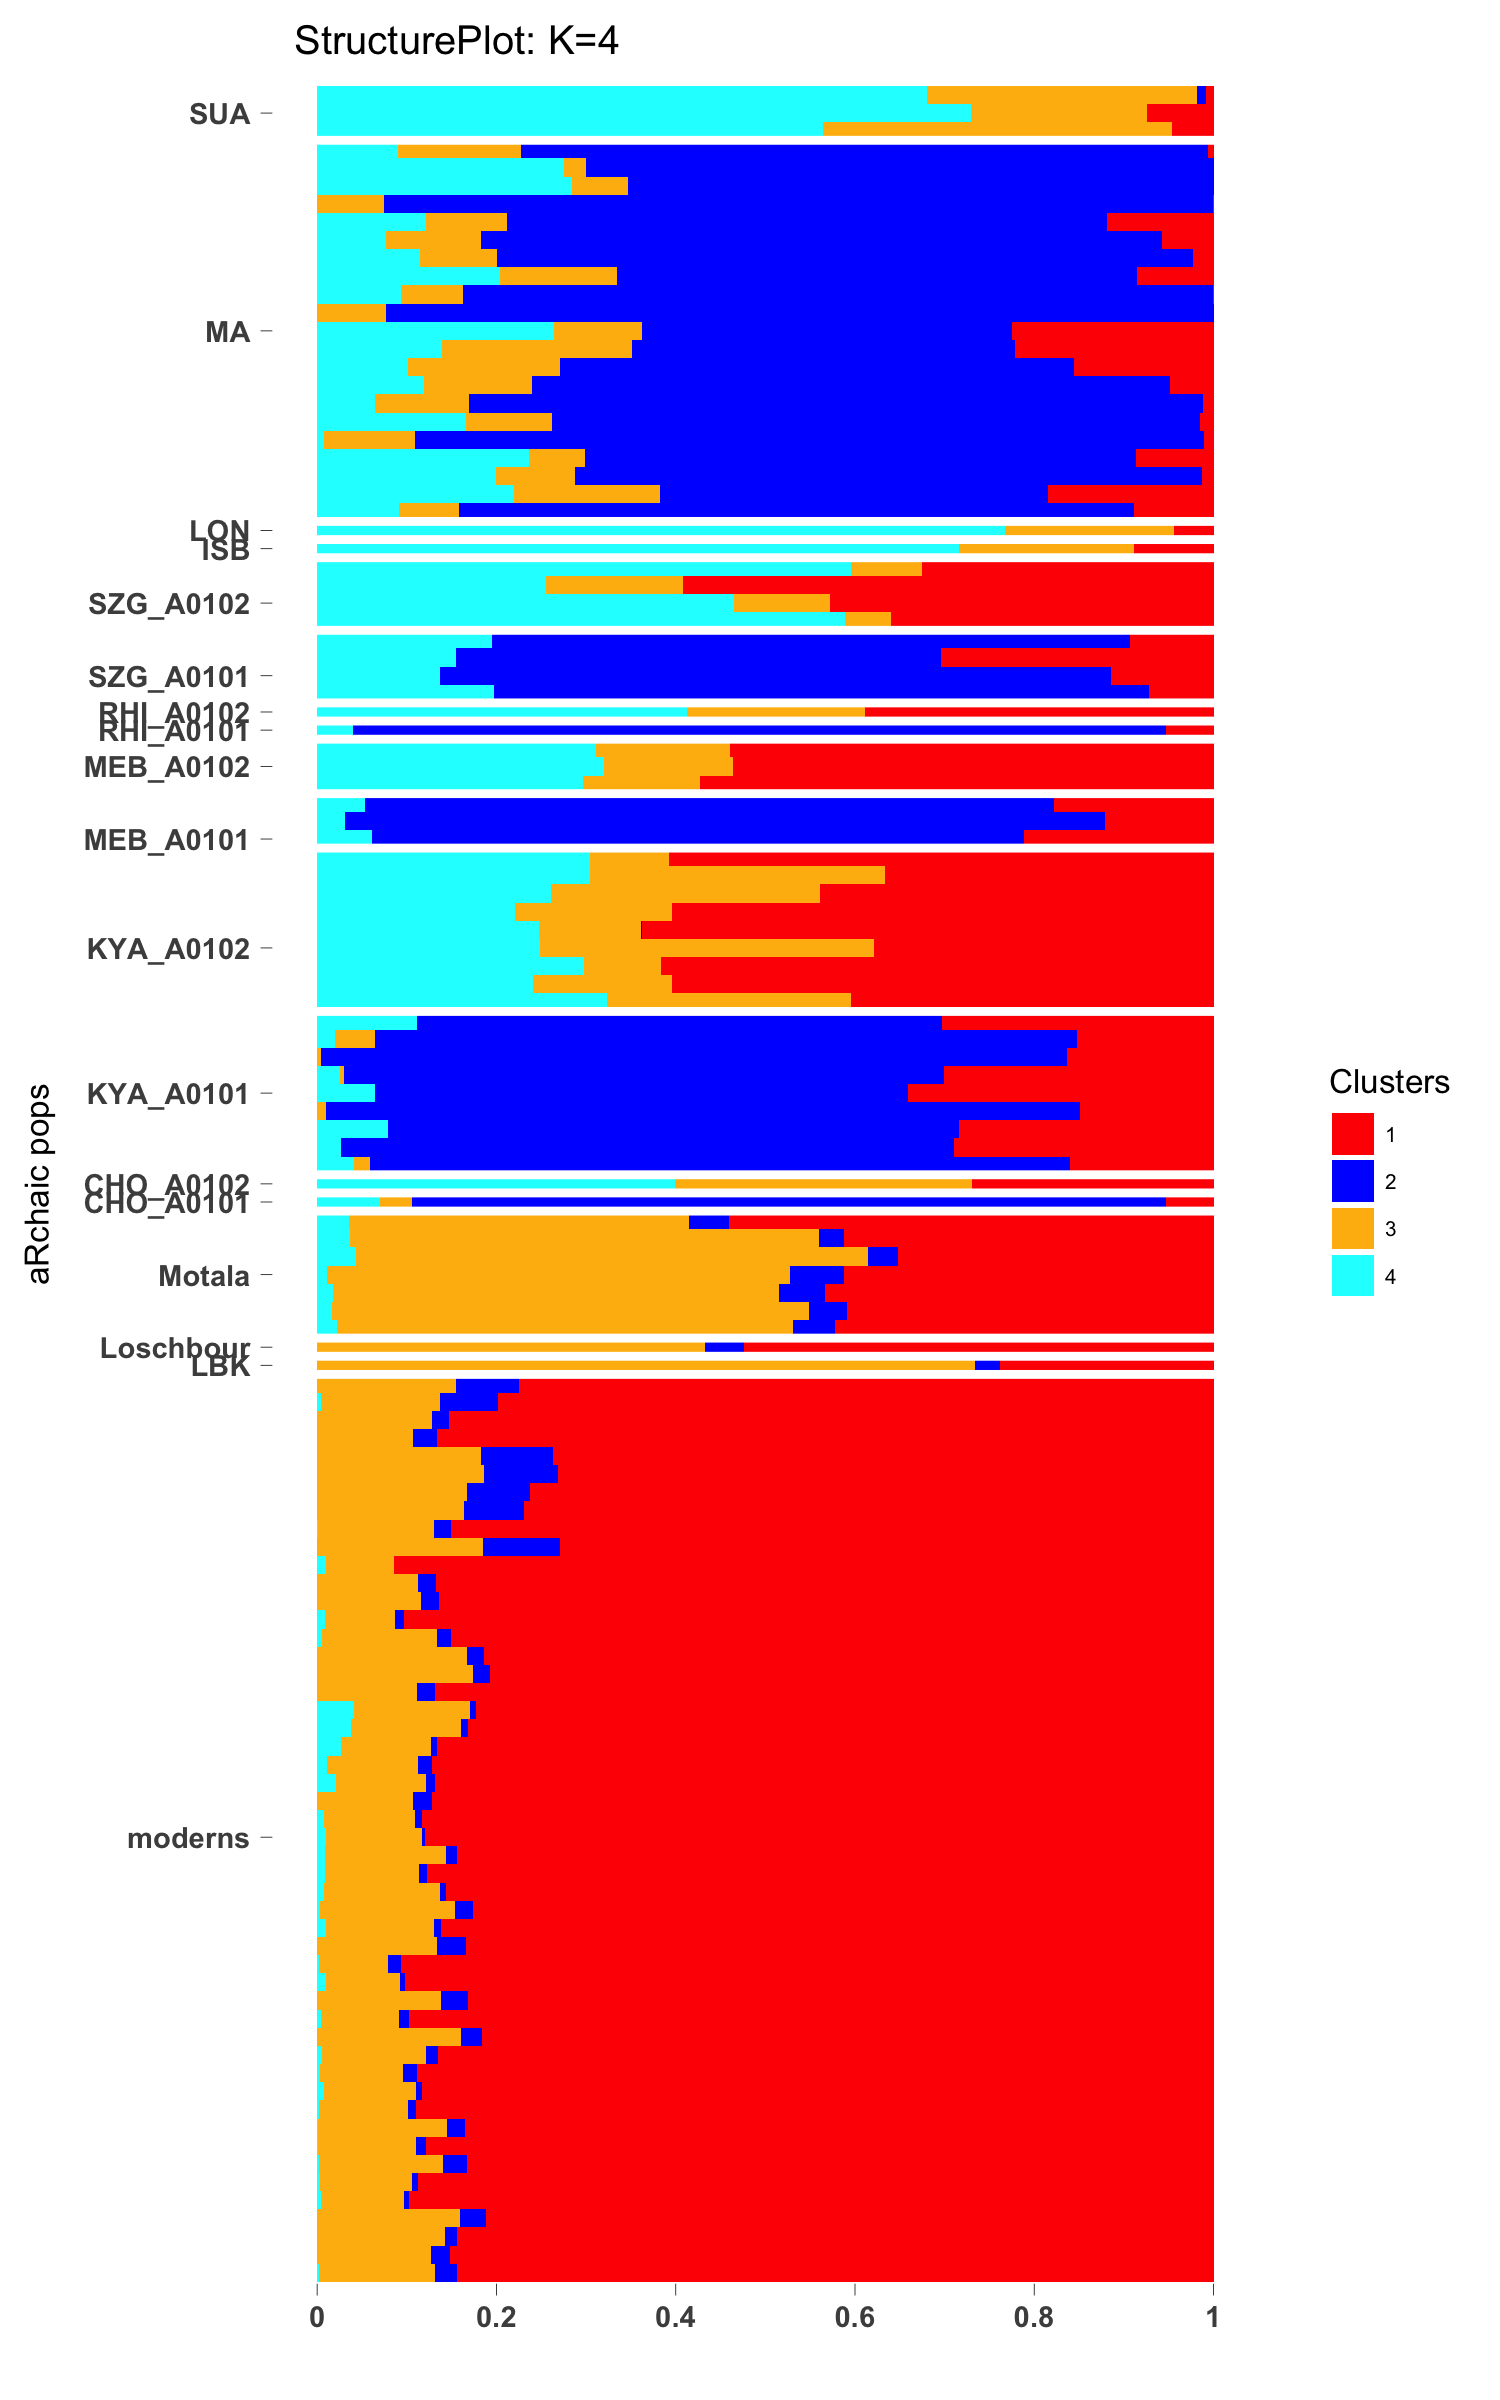 StructurePlot: K=4
SUA
MA
LON
ISB
SZG_A0102
SZG_A0101
RHI_A0102
RHI_A0101
MEB_A0102
MEB_A0101
KYA_A0102
KYA_A0101
CHO_A0102
CHO_A0101
Motala
Loschbour
LBK
moderns
aRchaic pops
0 0.2 0.4 0.6 0.8 1
Clusters
1
2
3
4